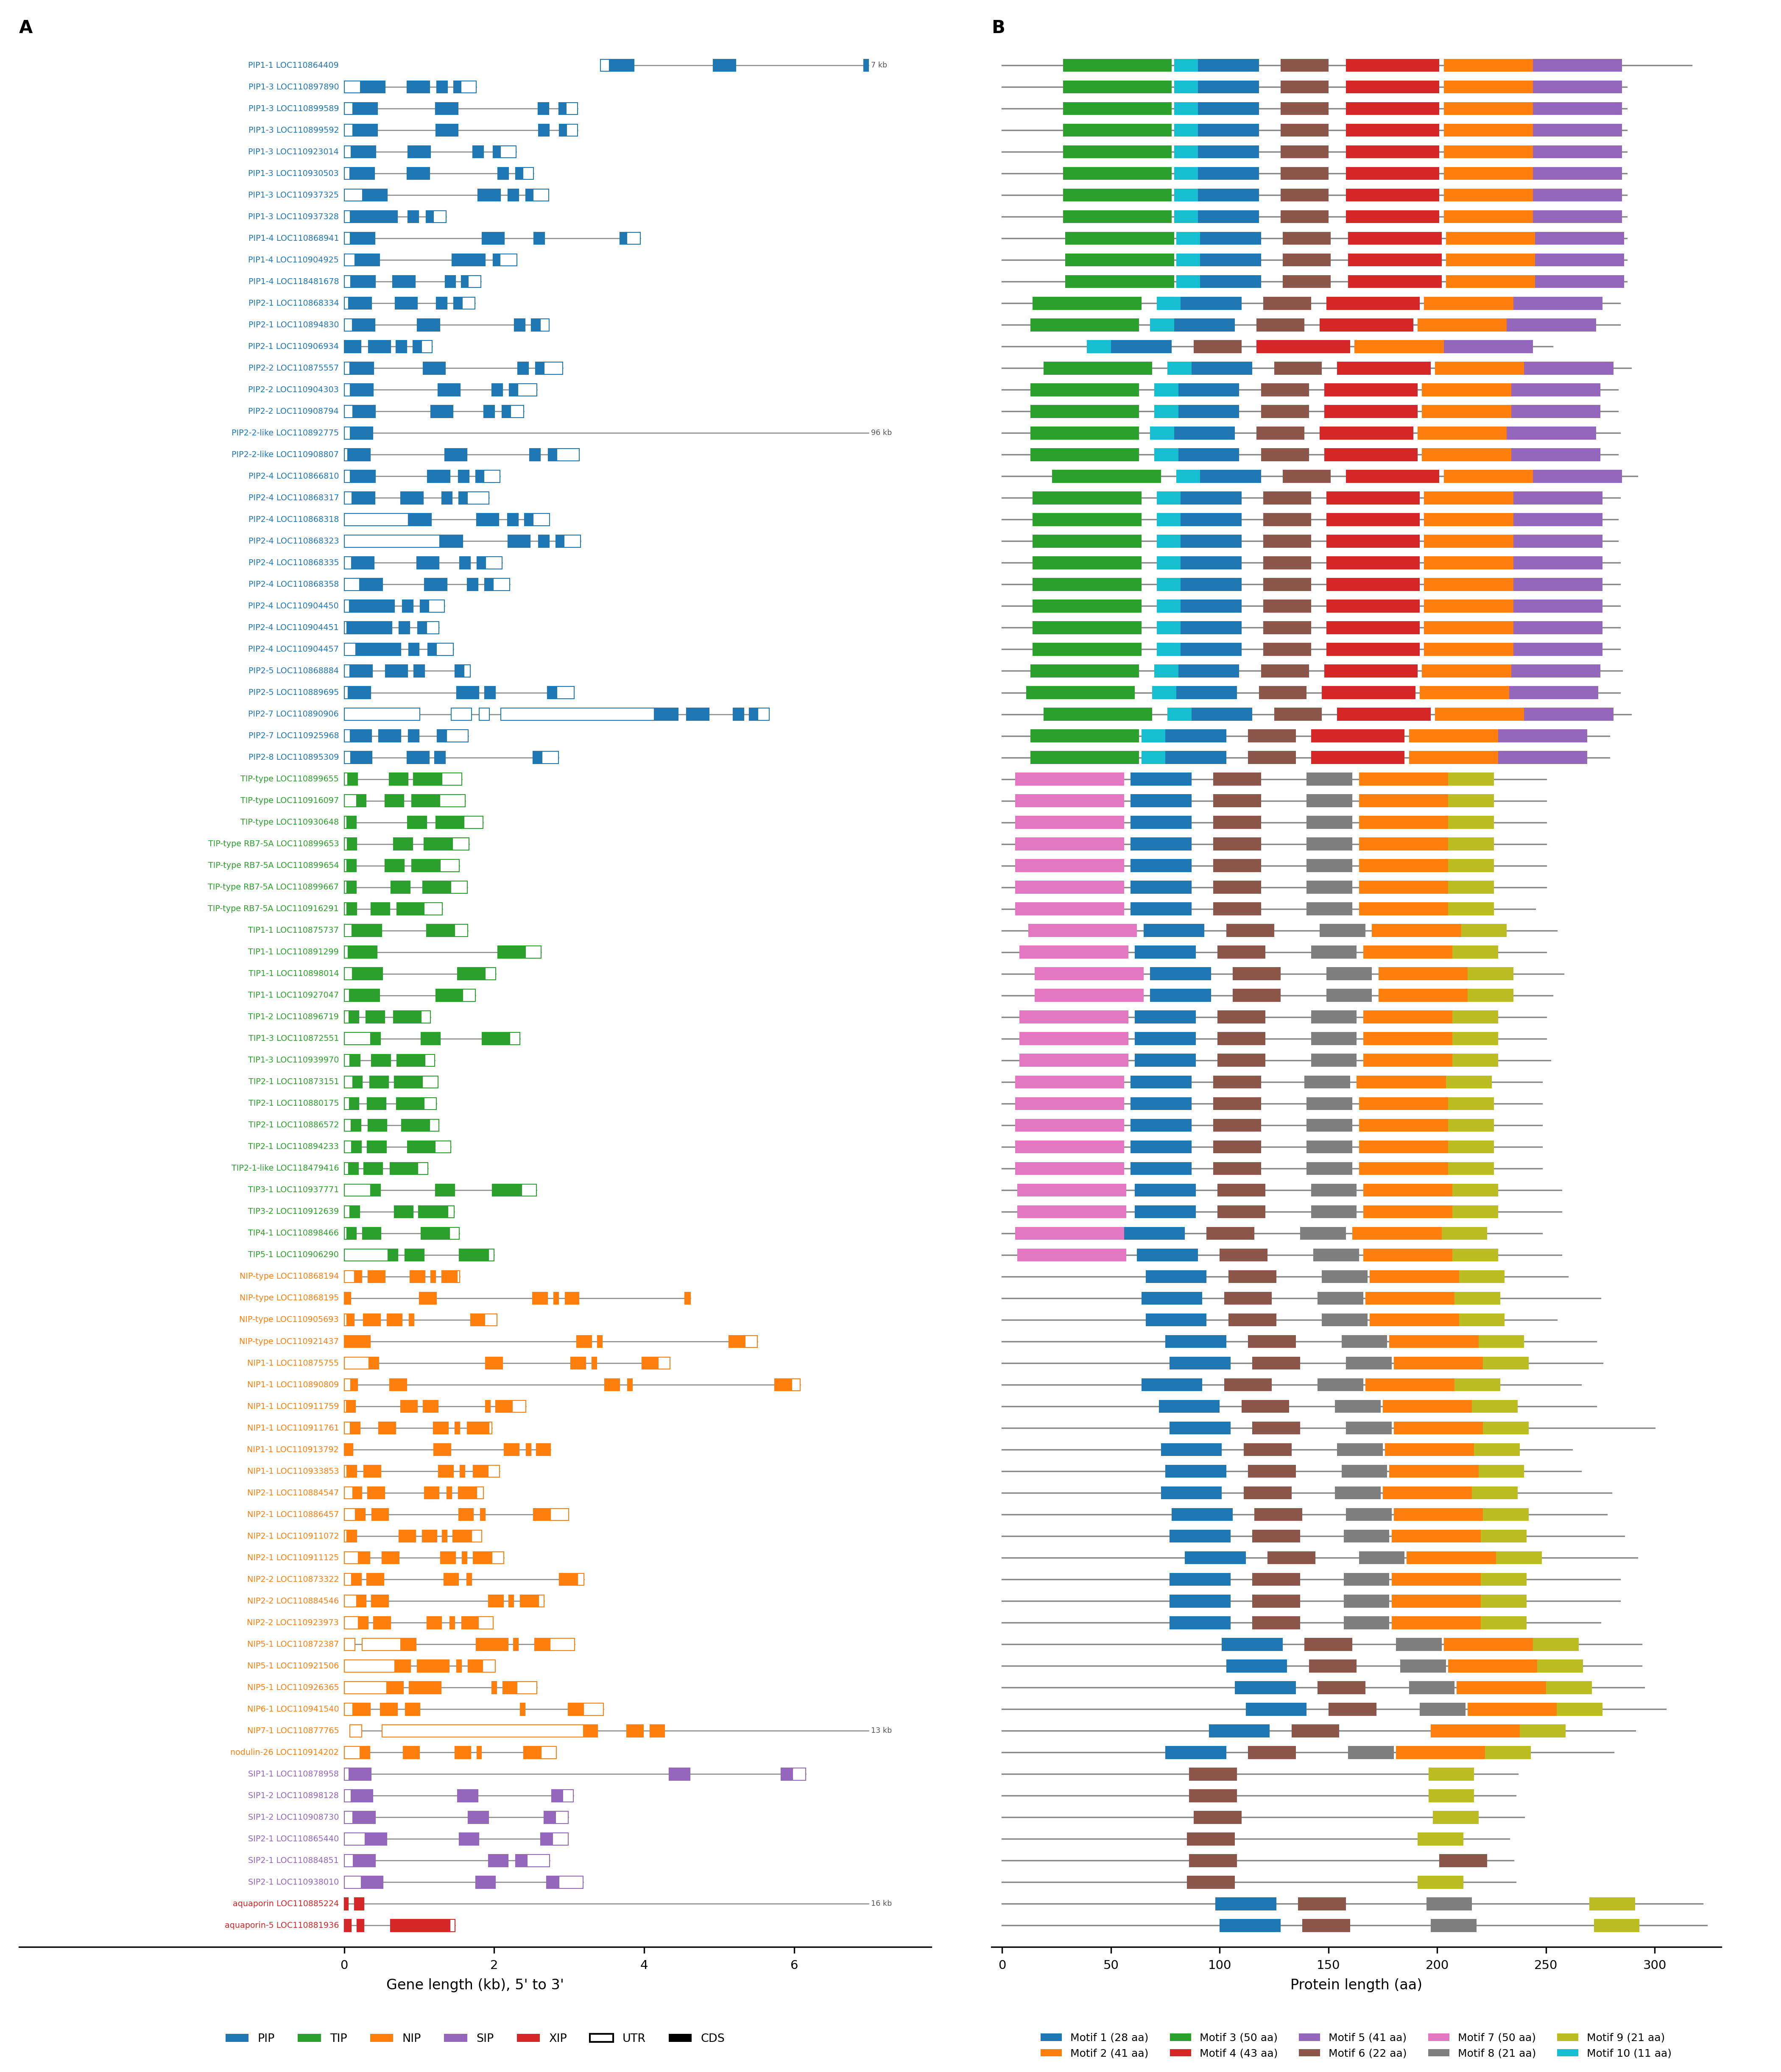 A
B
PIP1-1 LOC110864409
7 kb
PIP1-3 LOC110897890
PIP1-3 LOC110899589
PIP1-3 LOC110899592
PIP1-3 LOC110923014
PIP1-3 LOC110930503
PIP1-3 LOC110937325
PIP1-3 LOC110937328
PIP1-4 LOC110868941
PIP1-4 LOC110904925
PIP1-4 LOC118481678
PIP2-1 LOC110868334
PIP2-1 LOC110894830
PIP2-1 LOC110906934
PIP2-2 LOC110875557
PIP2-2 LOC110904303
PIP2-2 LOC110908794
PIP2-2-like LOC110892775
96 kb
PIP2-2-like LOC110908807
PIP2-4 LOC110866810
PIP2-4 LOC110868317
PIP2-4 LOC110868318
PIP2-4 LOC110868323
PIP2-4 LOC110868335
PIP2-4 LOC110868358
PIP2-4 LOC110904450
PIP2-4 LOC110904451
PIP2-4 LOC110904457
PIP2-5 LOC110868884
PIP2-5 LOC110889695
PIP2-7 LOC110890906
PIP2-7 LOC110925968
PIP2-8 LOC110895309
TIP-type LOC110899655
TIP-type LOC110916097
TIP-type LOC110930648
TIP-type RB7-5A LOC110899653
TIP-type RB7-5A LOC110899654
TIP-type RB7-5A LOC110899667
TIP-type RB7-5A LOC110916291
TIP1-1 LOC110875737
TIP1-1 LOC110891299
TIP1-1 LOC110898014
TIP1-1 LOC110927047
TIP1-2 LOC110896719
TIP1-3 LOC110872551
TIP1-3 LOC110939970
TIP2-1 LOC110873151
TIP2-1 LOC110880175
TIP2-1 LOC110886572
TIP2-1 LOC110894233
TIP2-1-like LOC118479416
TIP3-1 LOC110937771
TIP3-2 LOC110912639
TIP4-1 LOC110898466
TIP5-1 LOC110906290
NIP-type LOC110868194
NIP-type LOC110868195
NIP-type LOC110905693
NIP-type LOC110921437
NIP1-1 LOC110875755
NIP1-1 LOC110890809
NIP1-1 LOC110911759
NIP1-1 LOC110911761
NIP1-1 LOC110913792
NIP1-1 LOC110933853
NIP2-1 LOC110884547
NIP2-1 LOC110886457
NIP2-1 LOC110911072
NIP2-1 LOC110911125
NIP2-2 LOC110873322
NIP2-2 LOC110884546
NIP2-2 LOC110923973
NIP5-1 LOC110872387
NIP5-1 LOC110921506
NIP5-1 LOC110926365
NIP6-1 LOC110941540
NIP7-1 LOC110877765
13 kb
nodulin-26 LOC110914202
SIP1-1 LOC110878958
SIP1-2 LOC110898128
SIP1-2 LOC110908730
SIP2-1 LOC110865440
SIP2-1 LOC110884851
SIP2-1 LOC110938010
aquaporin LOC110885224
16 kb
aquaporin-5 LOC110881936
0 2 4 6
Gene length (kb), 5' to 3'
0 50 100 150 200 250 300
Protein length (aa)
PIP TIP NIP SIP XIP UTR CDS
Motif 1 (28 aa) Motif 3 (50 aa) Motif 5 (41 aa) Motif 7 (50 aa) Motif 9 (21 aa)
Motif 2 (41 aa) Motif 4 (43 aa) Motif 6 (22 aa) Motif 8 (21 aa) Motif 10 (11 aa)